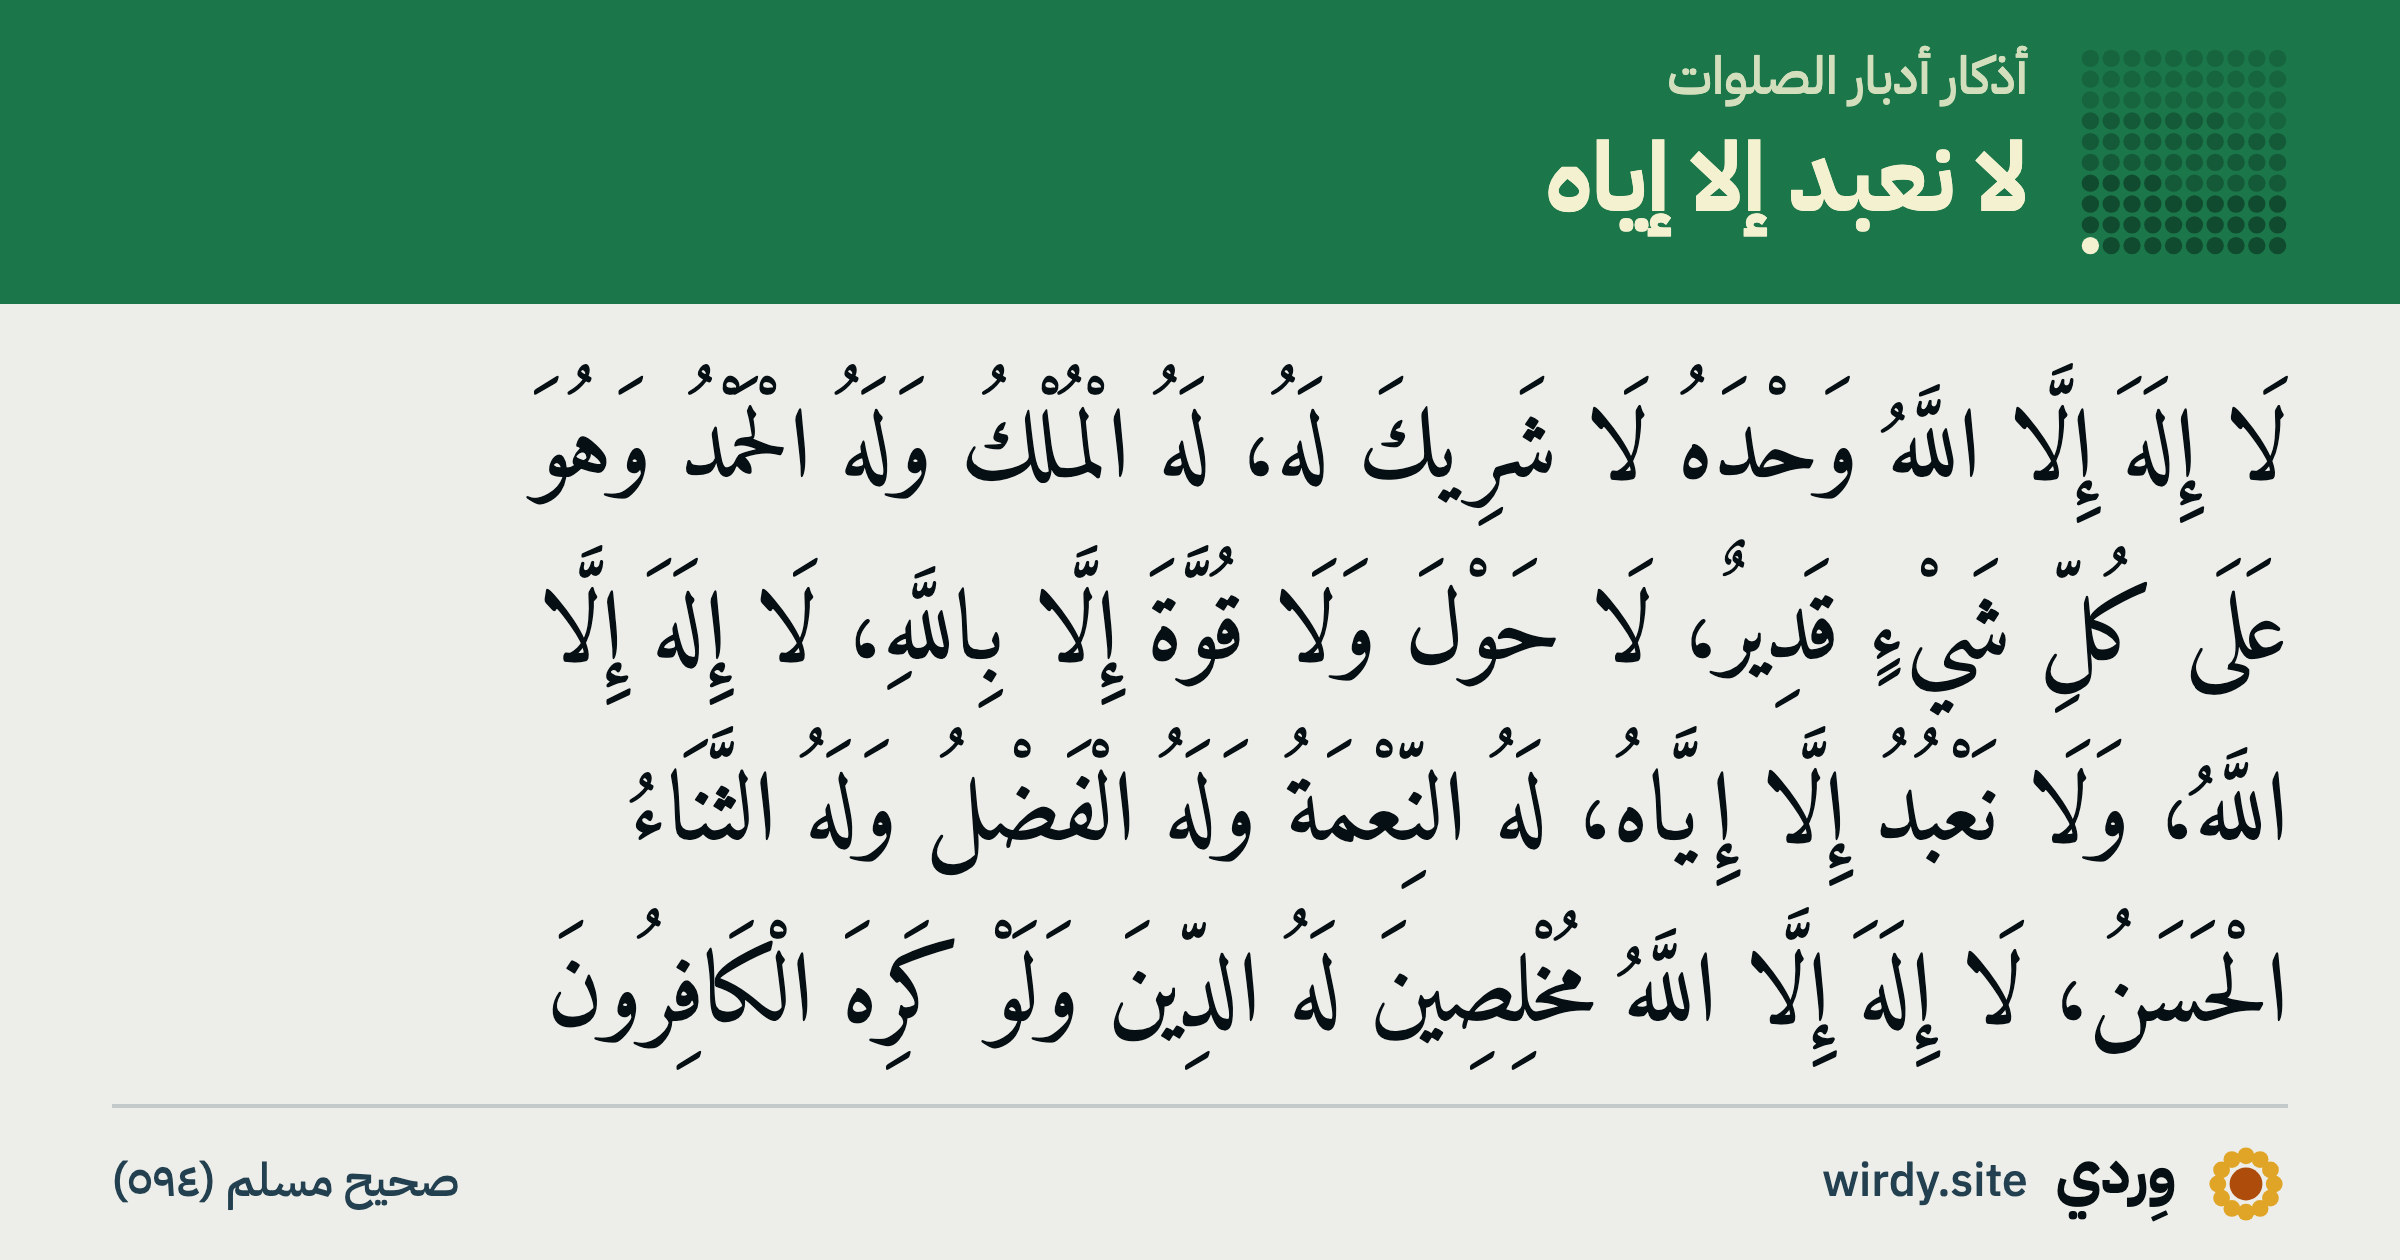 أذكار أدبار الصلوات
لا نعبد إلا إياه
لَا إِلَهَ إِلَّا اللَّهُ وَحْدَهُ لَا شَرِيكَ لَهُ، لَهُ الْمُلْكُ وَلَهُ الْحَمْدُ وَهُوَ
عَلَى كُلِّ شَيْءٍ قَدِيرٌ، لَا حَوْلَ وَلَا قُوَّةَ إِلَّا بِاللَّهِ، لَا إِلَهَ إِلَّا
اللَّهُ، وَلَا نَعْبُدُ إِلَّا إِيَّاهُ، لَهُ النِّعْمَةُ وَلَهُ الْفَضْلُ وَلَهُ الثَّنَاءُ
الْحَسَنُ، لَا إِلَهَ إِلَّا اللَّهُ مُخْلِصِينَ لَهُ الدِّينَ وَلَوْ كَرِهَ الْكَافِرُونَ
وِردي wirdy.site
صحيح مسلم (٥٩٤)